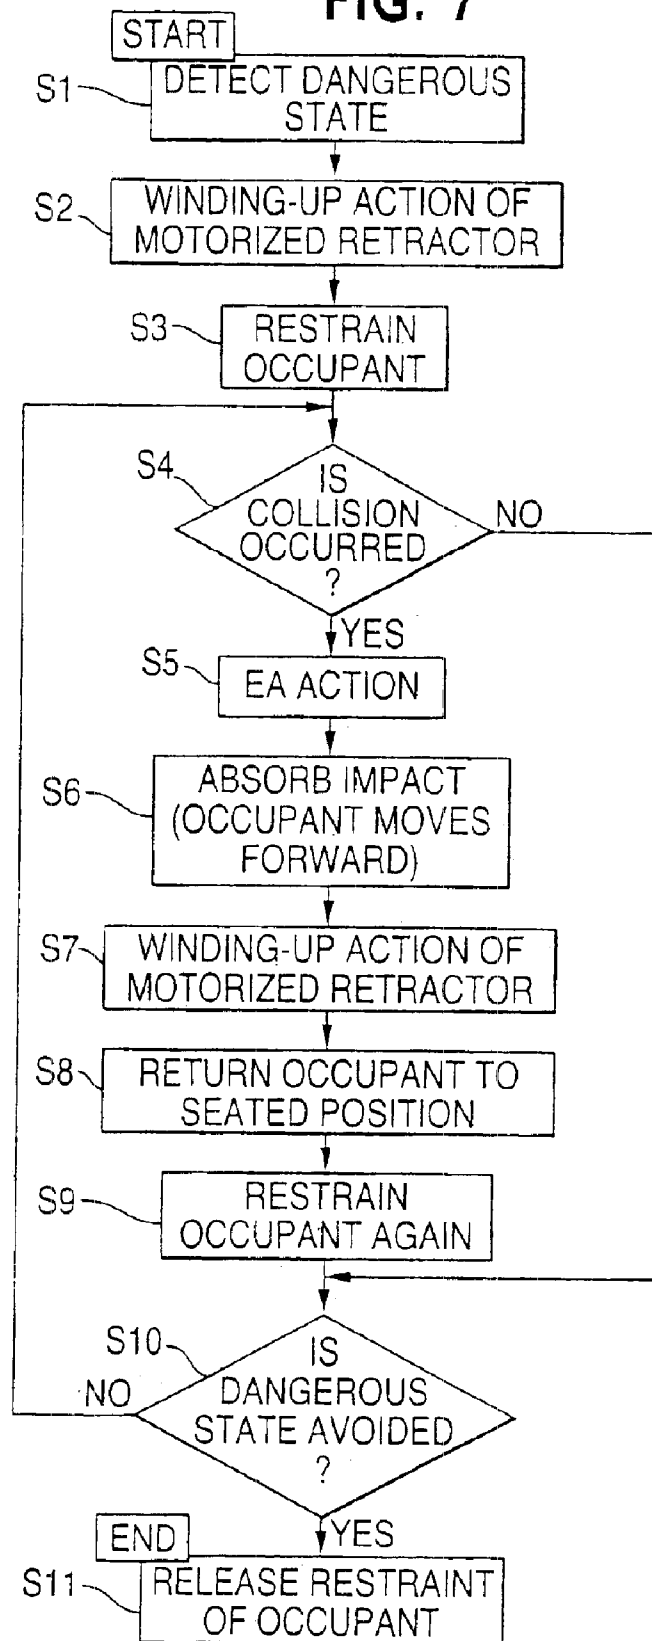 FIG. 7
START
S1
DETECT DANGEROUS
STATE
S2
WINDING-UP ACTION OF
MOTORIZED RETRACTOR
S3
RESTRAIN
OCCUPANT
S4
IS
COLLISION
OCCURRED
?
NO
YES
S5
EA ACTION
S6
ABSORB IMPACT
(OCCUPANT MOVES
FORWARD)
S7
WINDING-UP ACTION OF
MOTORIZED RETRACTOR
S8
RETURN OCCUPANT TO
SEATED POSITION
S9
RESTRAIN
OCCUPANT AGAIN
S10
IS
DANGEROUS
STATE AVOIDED
?
NO
YES
END
S11
RELEASE RESTRAINT
OF OCCUPANT